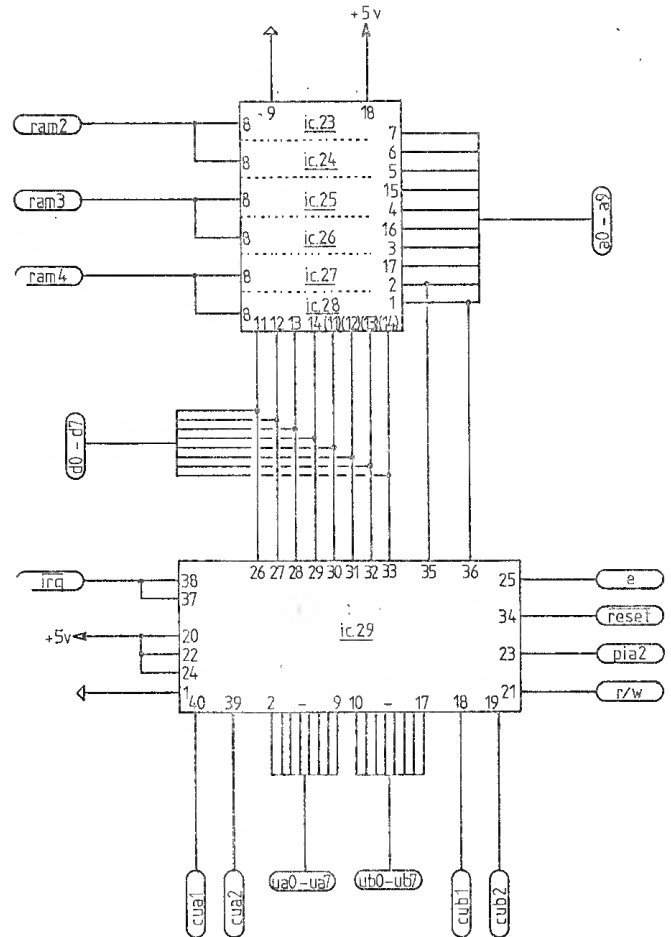 +5v
9 18
ram2
8 ic.23 7
6
8 ic.24 5
15
ram3
8 ic.25 4
16
8 ic.26 3
17
ram4
8 ic.27 2
8 ic.28 1
11 12 13 14 (11) (12) (13) (14)
a0 - a9
d0 - d7
26 27 28 29 30 31 32 33 35 36
irq
38
37
25 e
ic.29
34 reset
+5v
20
22
24
23 pia2
1
21 r/w
40 39 2 - 9 10 - 17 18 19
cua1
cua2
ua0-ua7
ub0-ub7
cub1
cub2